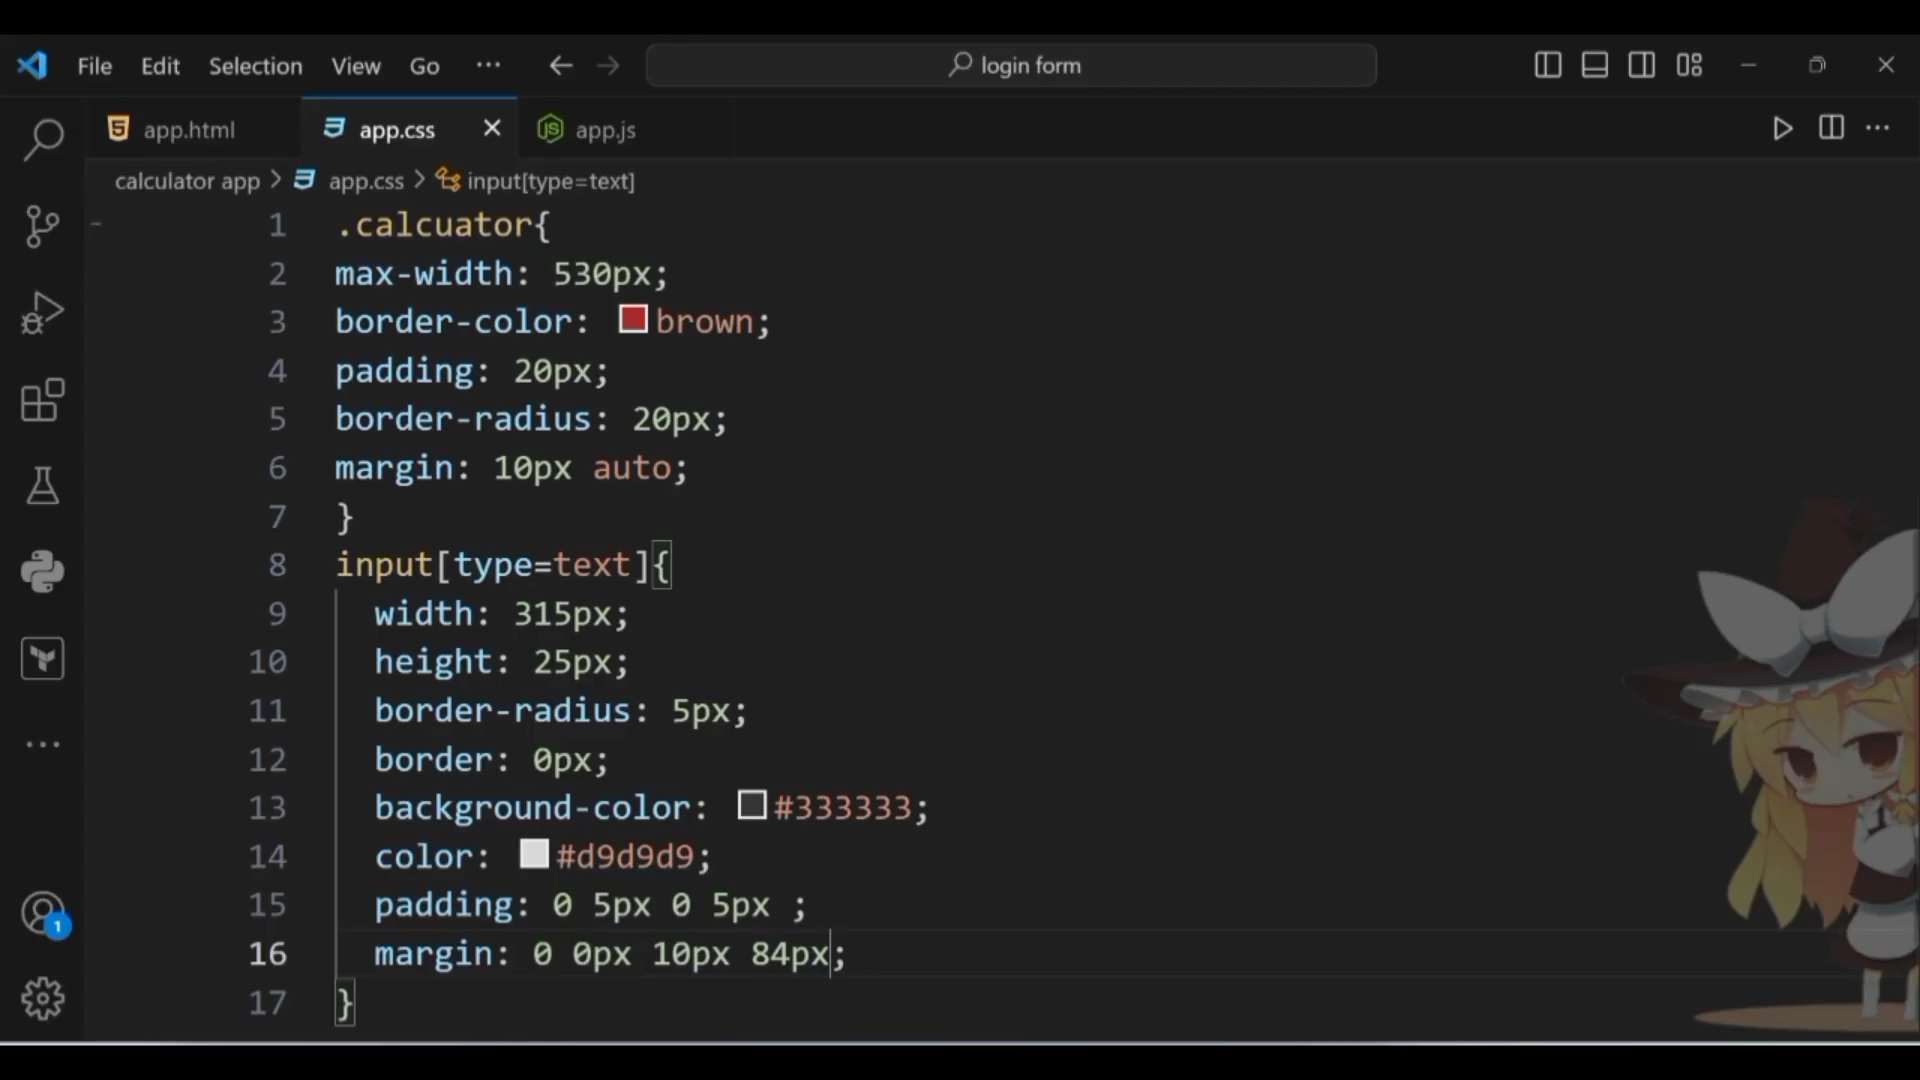 File Edit Selection View Go ··· login form
app.html app.css app.js
calculator app > app.css > input[type=text]
1 .calcuator{
2 max-width: 530px;
3 border-color: brown;
4 padding: 20px;
5 border-radius: 20px;
6 margin: 10px auto;
7 }
8 input[type=text]{
9 width: 315px;
10 height: 25px;
11 border-radius: 5px;
12 border: 0px;
13 background-color: #333333;
14 color: #d9d9d9;
15 padding: 0 5px 0 5px ;
16 margin: 0 0px 10px 84px;
17 }
1